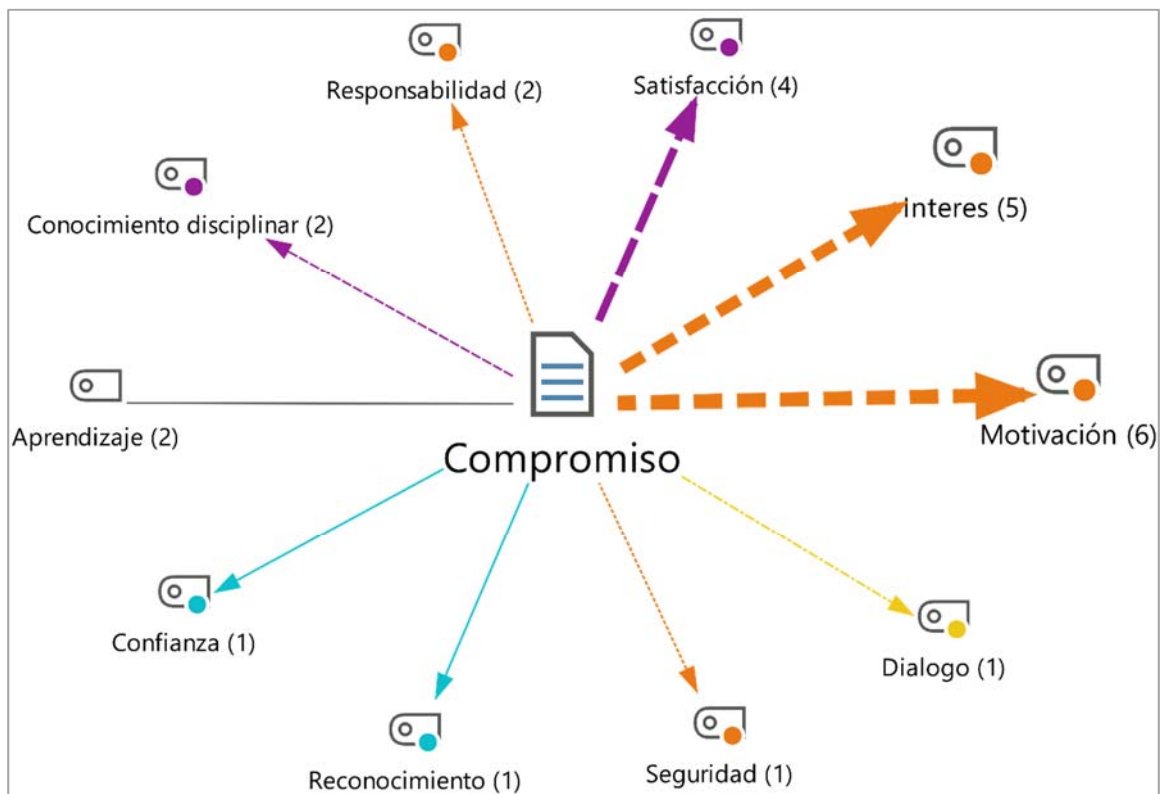 Responsabilidad (2)
Satisfacción (4)
Interes (5)
Conocimiento disciplinar (2)
Aprendizaje (2)
Motivación (6)
Compromiso
Confianza (1)
Dialogo (1)
Reconocimiento (1)
Seguridad (1)